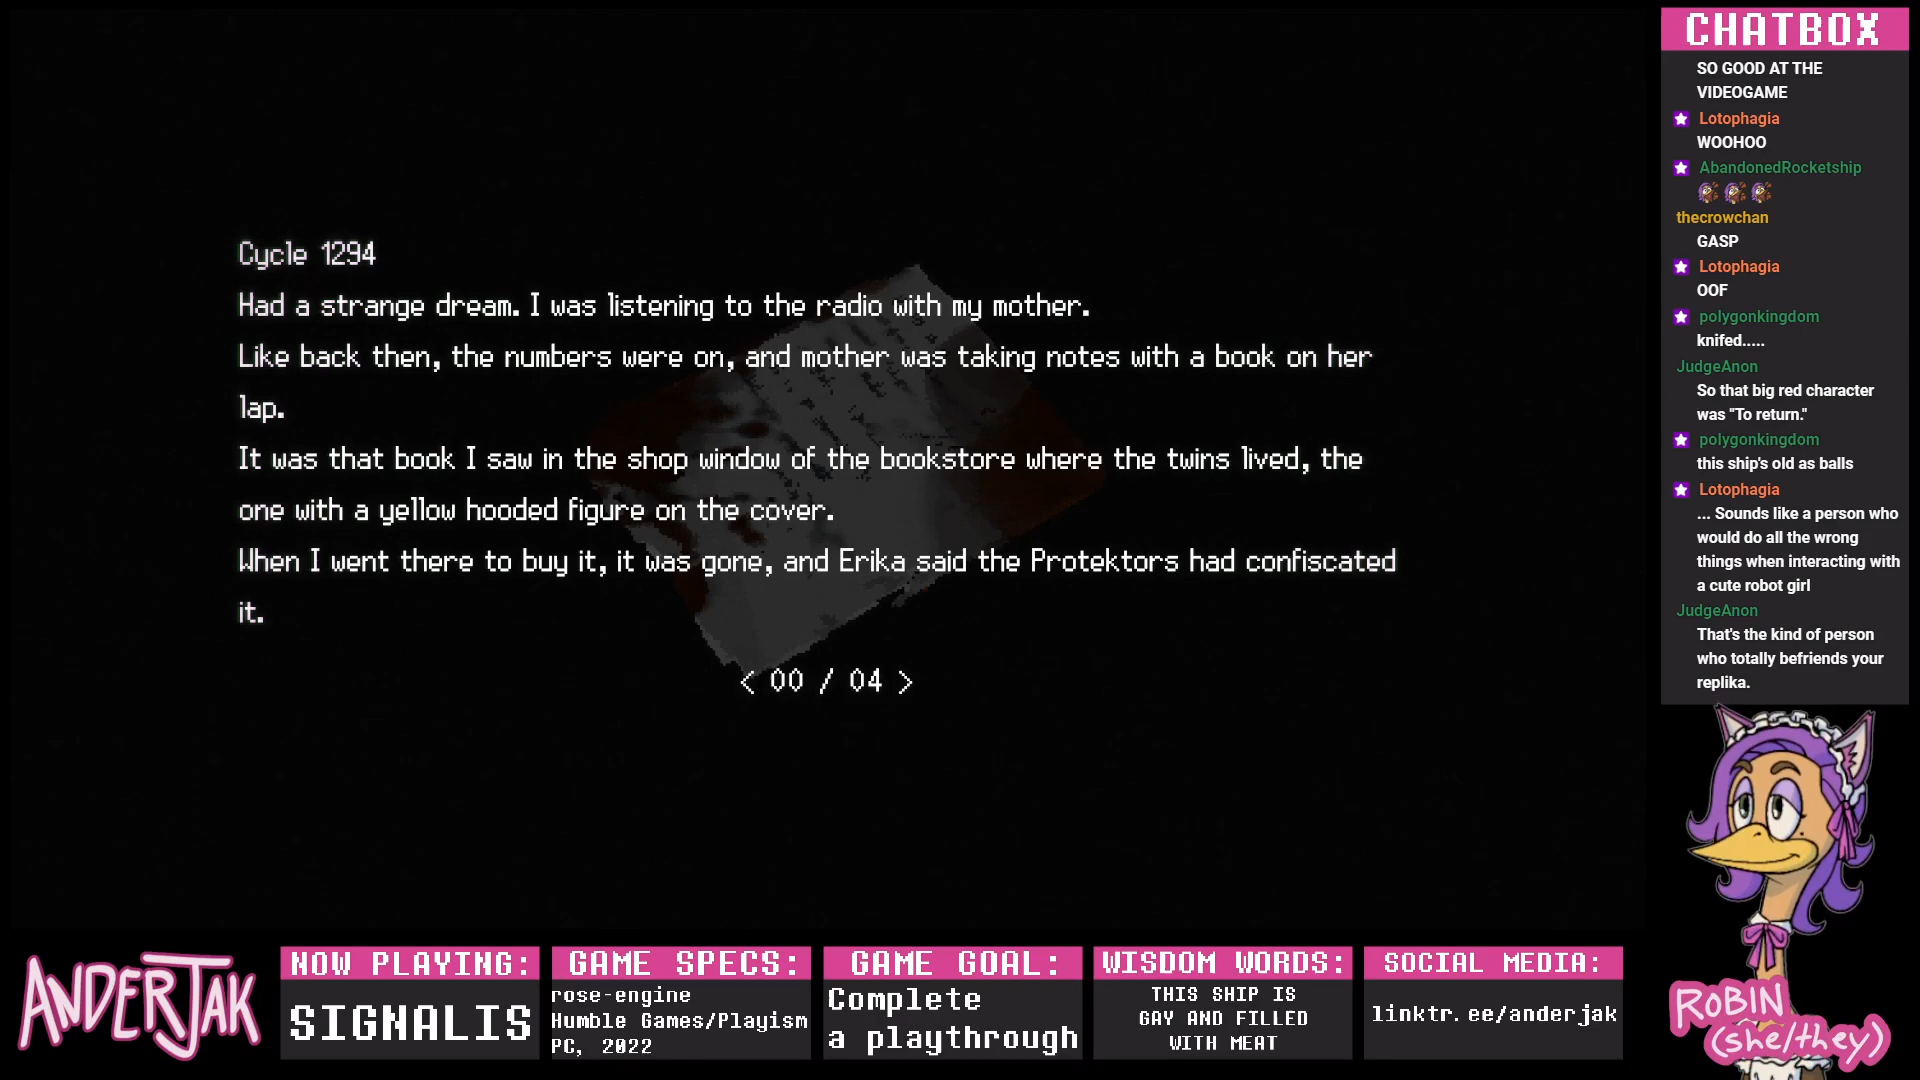 Cycle 1294
Had a strange dream. I was listening to the radio with my mother.
Like back then, the numbers were on, and mother was taking notes with a book on her
lap.
It was that book I saw in the shop window of the bookstore where the twins lived, the
one with a yellow hooded figure on the cover.
When I went there to buy it, it was gone, and Erika said the Protektors had confiscated
it.
< 00 / 04 >
CHATBOX
SO GOOD AT THE
VIDEOGAME
Lotophagia
WOOHOO
AbandonedRocketship
thecrowchan
GASP
Lotophagia
OOF
polygonkingdom
knifed.....
JudgeAnon
So that big red character
was "To return."
polygonkingdom
this ship's old as balls
Lotophagia
... Sounds like a person who
would do all the wrong
things when interacting with
a cute robot girl
JudgeAnon
That's the kind of person
who totally befriends your
replika.
ANDERJAK
NOW PLAYING:
SIGNALIS
GAME SPECS:
rose-engine
Humble Games/Playism
PC, 2022
GAME GOAL:
Complete
a playthrough
WISDOM WORDS:
THIS SHIP IS
GAY AND FILLED
WITH MEAT
SOCIAL MEDIA:
linktr.ee/anderjak
ROBIN
(she/they)